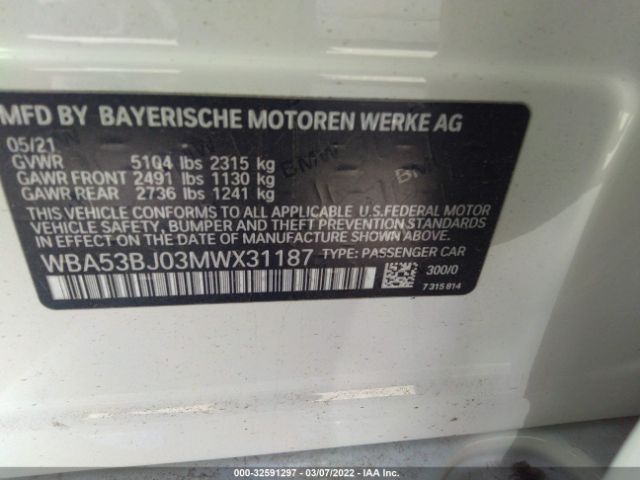 MFD BY BAYERISCHE MOTOREN WERKE AG
05/21
GVWR 5104 lbs 2315 kg
GAWR FRONT 2491 lbs 1130 kg
GAWR REAR 2736 lbs 1241 kg
THIS VEHICLE CONFORMS TO ALL APPLICABLE U.S.FEDERAL MOTOR
VEHICLE SAFETY, BUMPER AND THEFT PREVENTION STANDARDS IN
EFFECT ON THE DATE OF MANUFACTURE SHOWN ABOVE.
WBA53BJ03MWX31187 TYPE: PASSENGER CAR
300/0
7 315 814
BMW
000-32591297 - 03/07/2022 - IAA Inc.